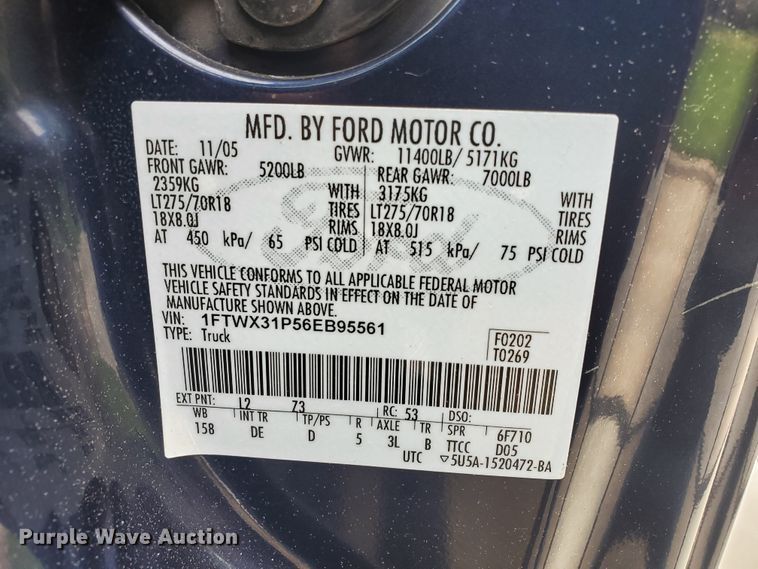 MFD. BY FORD MOTOR CO.
DATE: 11/05 GVWR: 11400LB/ 5171KG
FRONT GAWR: 5200LB REAR GAWR: 7000LB
2359KG WITH 3175KG WITH
LT275/70R18 TIRES LT275/70R18 TIRES
18X8.0J RIMS 18X8.0J RIMS
AT 450 kPa/ 65 PSI COLD AT 515 kPa/ 75 PSI COLD
Ford
THIS VEHICLE CONFORMS TO ALL APPLICABLE FEDERAL MOTOR
VEHICLE SAFETY STANDARDS IN EFFECT ON THE DATE OF
MANUFACTURE SHOWN ABOVE.
VIN: 1FTWX31P56EB95561
TYPE: Truck
F0202
T0269
EXT PNT: L2 Z3 RC: 53 DSO:
WB INT TR TP/PS R AXLE TR SPR 6F710
158 DE D 5 3L B TTCC D05
UTC ▽5U5A-1520472-BA
Purple Wave Auction